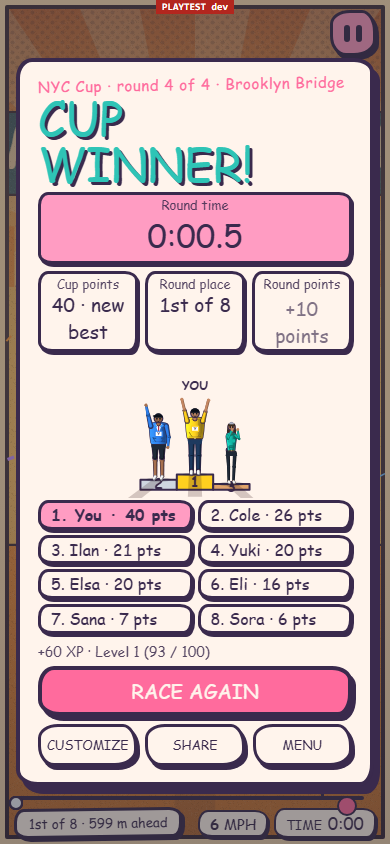 PLAYTEST dev
NYC Cup · round 4 of 4 · Brooklyn Bridge
CUP
WINNER!
Round time
0:00.5
Cup points
40 · new
best
Round place
1st of 8
Round points
+10
points
YOU
2 1 3
1. You · 40 pts
2. Cole · 26 pts
3. Ilan · 21 pts
4. Yuki · 20 pts
5. Elsa · 20 pts
6. Eli · 16 pts
7. Sana · 7 pts
8. Sora · 6 pts
+60 XP · Level 1 (93 / 100)
RACE AGAIN
CUSTOMIZE
SHARE
MENU
1st of 8 · 599 m ahead
6 MPH
TIME 0:00